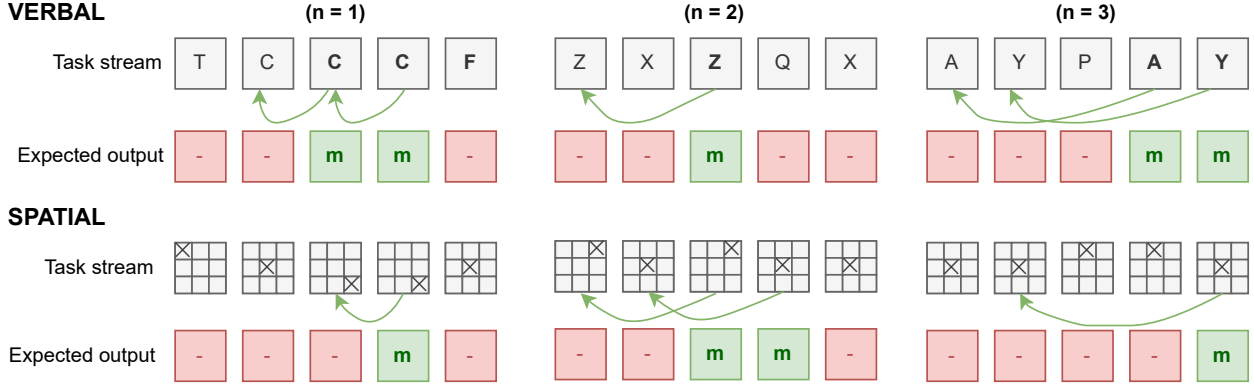 VERBAL (n = 1) (n = 2) (n = 3)
Task stream T C C C F Z X Z Q X A Y P A Y
Expected output - - m m - - - m - - - - - m m
SPATIAL
Task stream
Expected output - - - m - - - m m - - - - - m